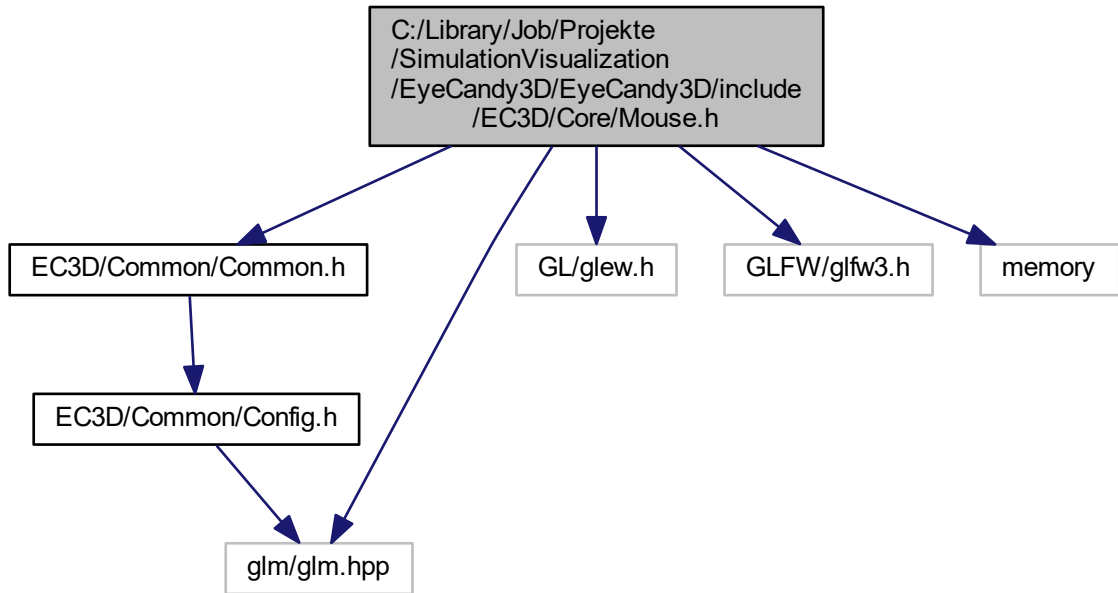 C:/Library/Job/Projekte
/SimulationVisualization
/EyeCandy3D/EyeCandy3D/include
/EC3D/Core/Mouse.h
EC3D/Common/Common.h
GL/glew.h
GLFW/glfw3.h
memory
EC3D/Common/Config.h
glm/glm.hpp